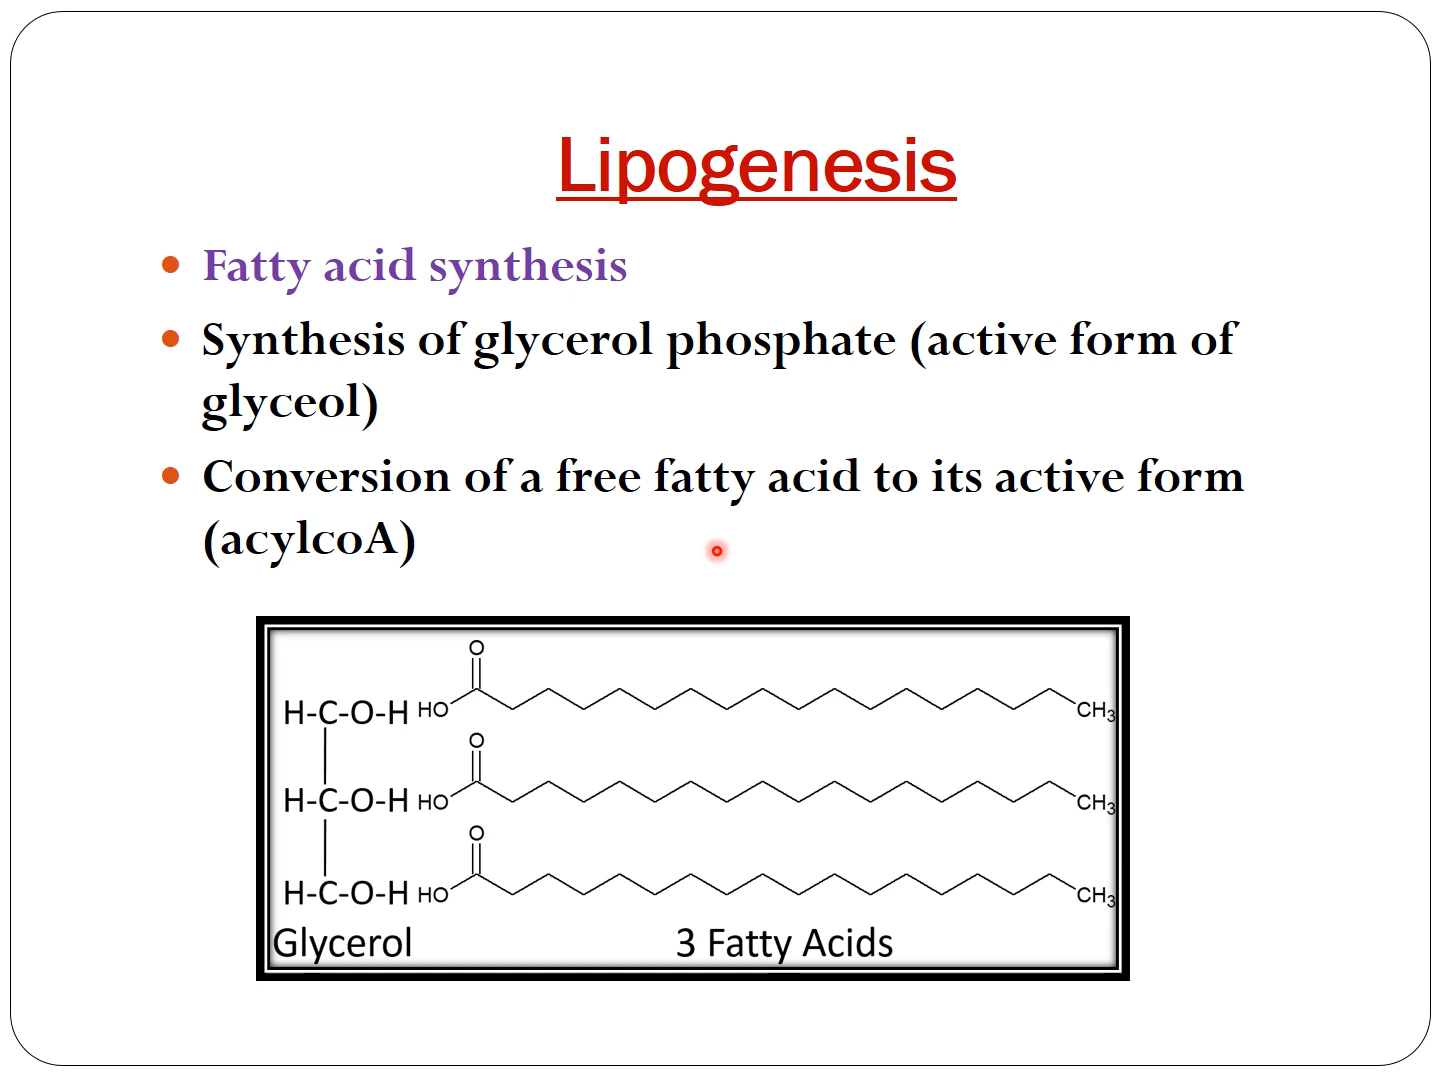 Lipogenesis
Fatty acid synthesis
Synthesis of glycerol phosphate (active form of
glyceol)
Conversion of a free fatty acid to its active form
(acylcoA)
O
H-C-O-H HO CH3
O
H-C-O-H HO CH3
O
H-C-O-H HO CH3
Glycerol 3 Fatty Acids